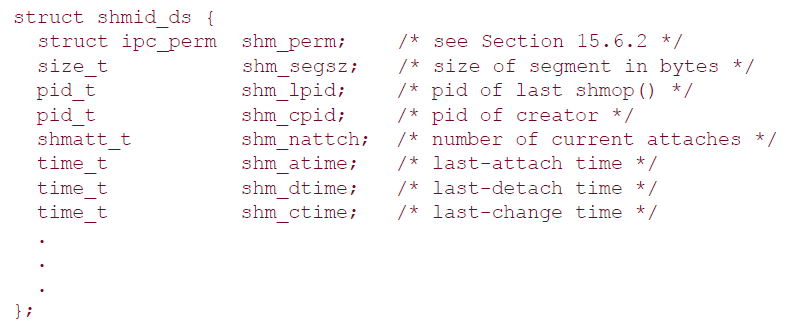 struct shmid_ds {
  struct ipc_perm  shm_perm;    /* see Section 15.6.2 */
  size_t           shm_segsz;   /* size of segment in bytes */
  pid_t            shm_lpid;    /* pid of last shmop() */
  pid_t            shm_cpid;    /* pid of creator */
  shmatt_t         shm_nattch;  /* number of current attaches */
  time_t           shm_atime;   /* last-attach time */
  time_t           shm_dtime;   /* last-detach time */
  time_t           shm_ctime;   /* last-change time */
  .
  .
  .
};